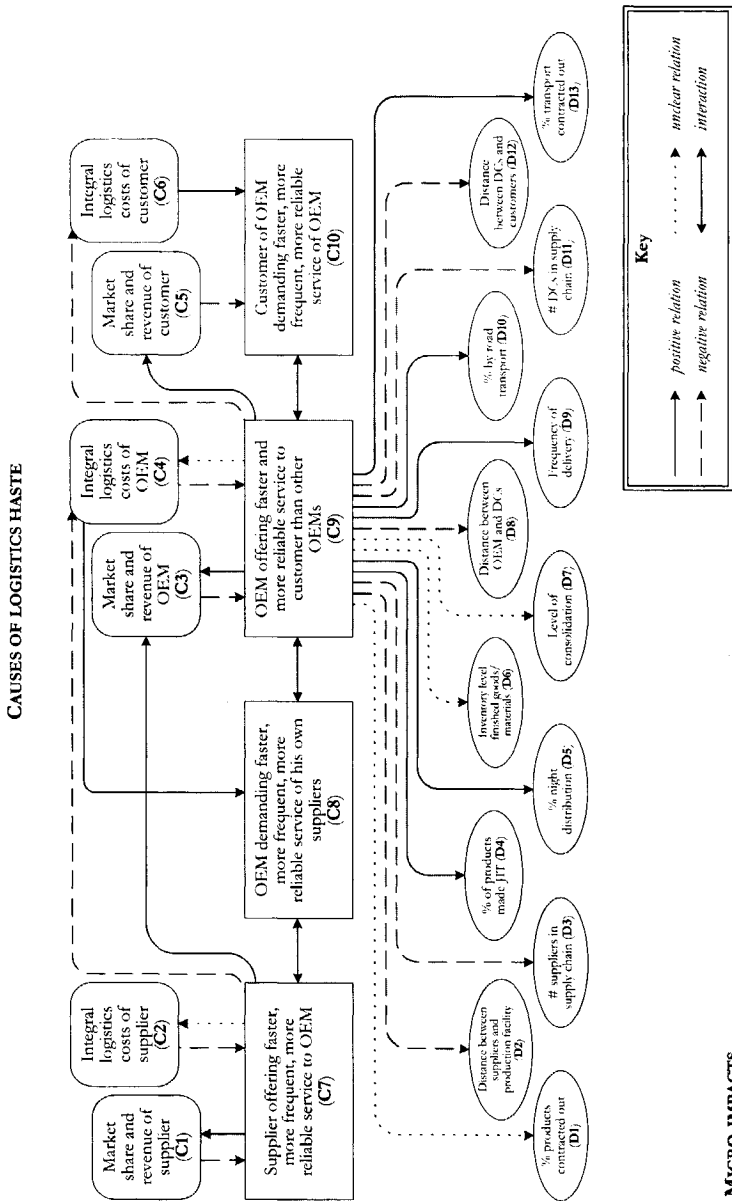 CAUSES OF LOGISTICS HASTE
Market
share and
revenue of
supplier
(C1)
Integral
logistics
costs of
supplier
(C2)
Market
share and
revenue of
OEM
(C3)
Integral
logistics
costs of
OEM
(C4)
Market
share and
revenue of
customer
(C5)
Integral
logistics
costs of
customer
(C6)
Supplier offering faster,
more frequent, more
reliable service to OEM
(C7)
OEM demanding faster,
more frequent, more
reliable service of his own
suppliers
(C8)
OEM offering faster and
more reliable service to
customer than other
OEMs
(C9)
Customer of OEM
demanding faster, more
frequent, more reliable
service of OEM
(C10)
% products
contracted out
(D1)
Distance between
suppliers and
production facility
(D2)
# suppliers in
supply chain (D3)
% of products
made JIT (D4)
% night
distribution (D5)
Inventory level
finished goods/
materials (D6)
Level of
consolidation (D7)
Distance between
OEM and DCs
(D8)
Frequency of
delivery (D9)
% by road
transport (D10)
# DCs in supply
chain (D11)
Distance
between DCs and
customers (D12)
% transport
contracted out
(D13)
Key
positive relation
unclear relation
negative relation
interaction
MICRO IMPACTS